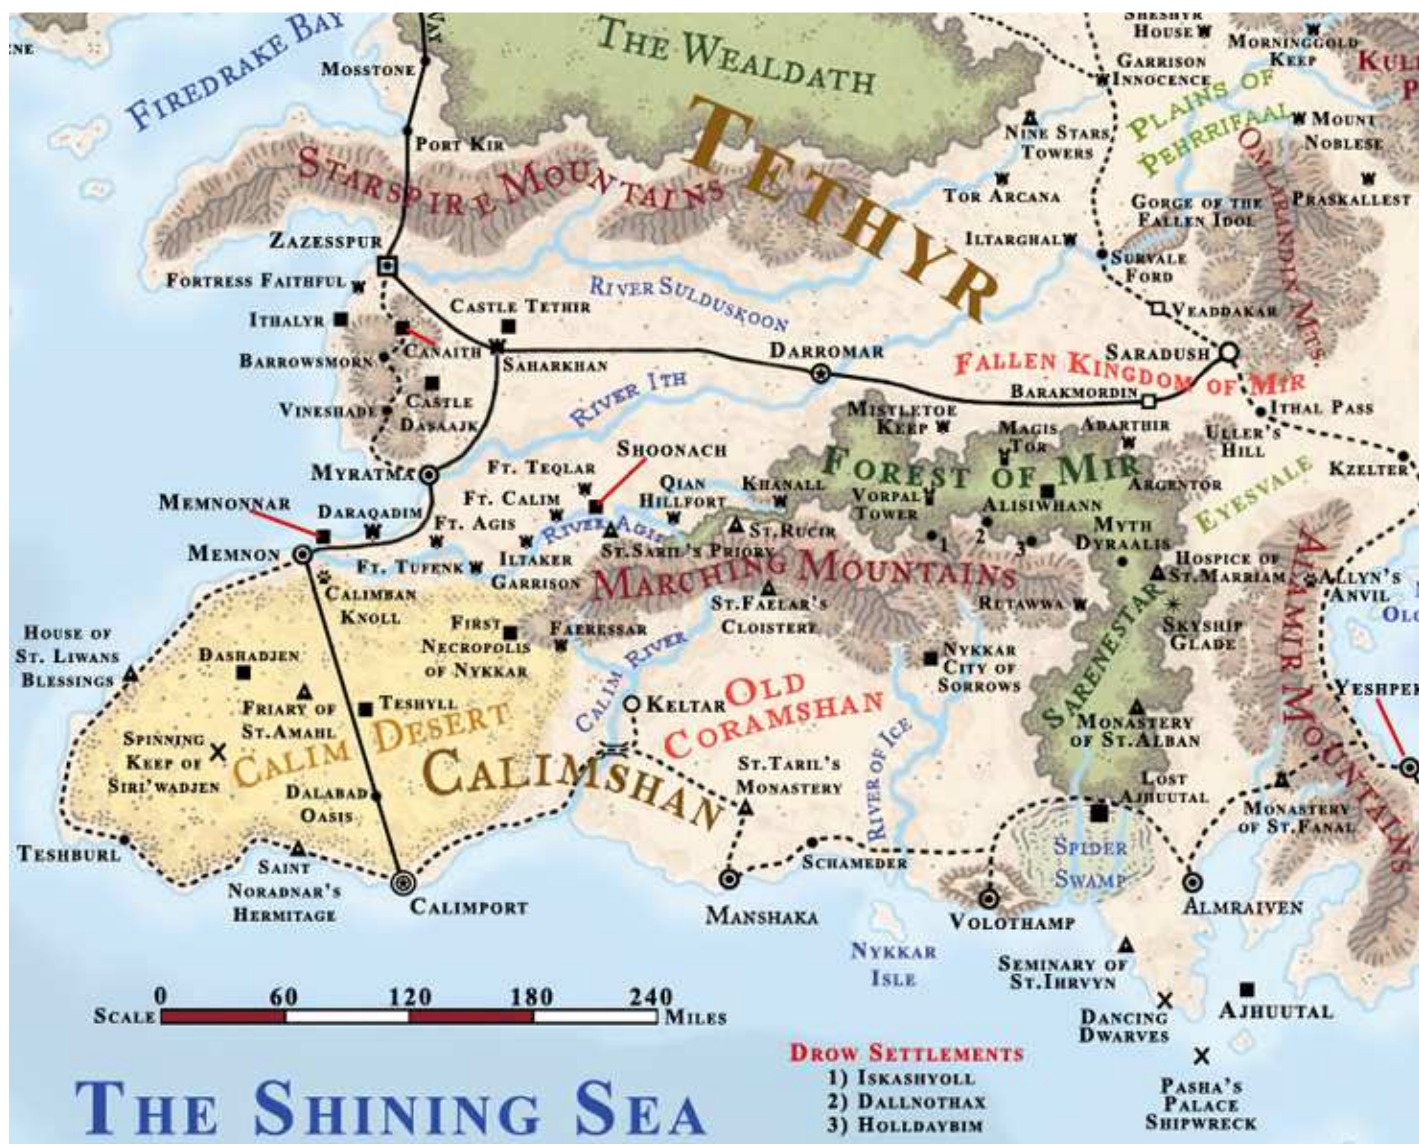 ENE
FIREDRAKE BAY
WAY
MOSSTONE
THE WEALDATH
SHESHYR
HOUSE
MORNINGGOLD
KEEP
GARRISON
INNOCENCE
PLAINS OF
PEHRRIFAAL
MOUNT
NOBLESE
NINE STARS
TOWERS
PORT KIR
STARSPIRE MOUNTAINS
TETHYR
TOR ARCANA
GORGE OF THE
FALLEN IDOL
OMLARANDIN MTS
PRASKALLEST
ZAZESSPUR
ILTARGHAL
SURVALE
FORD
FORTRESS FAITHFUL
RIVER SULDUSKOON
CASTLE TETHIR
ITHALYR
VEADDAKAR
CANAITH
SAHARKHAN
DARROMAR
SARADUSH
BARROWSMORN
FALLEN KINGDOM OF MIR
RIVER ITH
BARAKMORDIN
CASTLE
DASAAJK
VINESHADE
MISTLETOE
KEEP
MAGIS
TOR
ADARTHIR
ITHAL PASS
ULLER'S
HILL
SHOONACH
MYRATMA
FT. TEQLAR
QIAN
HILLFORT
KHANALL
FOREST OF MIR
KZELTER
MEMNONNAR
FT. CALIM
VORPAL
TOWER
ALISIWHANN
ARGENTOR
EYESVALE
DARAQADIM
FT. AGIS
RIVER AGIS
ST.RUCIR
MYTH
DYRAALIS
MEMNON
FT. TUFENK
ILTAKER
GARRISON
ST.SARIL'S PRIORY
1
2
3
HOSPICE OF
ST.MARRIAM
MARCHING MOUNTAINS
ALLYN'S
ANVIL
CALIMBAN
KNOLL
ST.FAELAR'S
CLOISTERE
RUTAWWA
SKYSHIP
GLADE
ALAMIR MOUNTAINS
HOUSE OF
ST. LIWANS
BLESSINGS
FIRST
NECROPOLIS
OF NYKKAR
FAERESSAR
CALIM RIVER
NYKKAR
CITY OF
SORROWS
SARENESTAR
DASHADJEN
FRIARY OF
ST.AMAHL
TESHYLL
KELTAR
OLD
CORAMSHAN
MONASTERY
OF ST.ALBAN
SPINNING
KEEP OF
SIRI'WADJEN
CALIM DESERT
CALIMSHAN
RIVER OF ICE
ST.TARIL'S
MONASTERY
LOST
AJHUUTAL
MONASTERY
OF ST.FANAL
DALABAD
OASIS
TESHBURL
SCHAMEDER
SPIDER
SWAMP
SAINT
NORADNAR'S
HERMITAGE
CALIMPORT
MANSHAKA
VOLOTHAMP
ALMRAIVEN
NYKKAR
ISLE
SEMINARY OF
ST.IHRVYN
DANCING
DWARVES
AJHUUTAL
0 60 120 180 240
SCALE MILES
PASHA'S
PALACE
SHIPWRECK
THE SHINING SEA
DROW SETTLEMENTS
1) ISKASHYOLL
2) DALLNOTHAX
3) HOLLDAYBIM